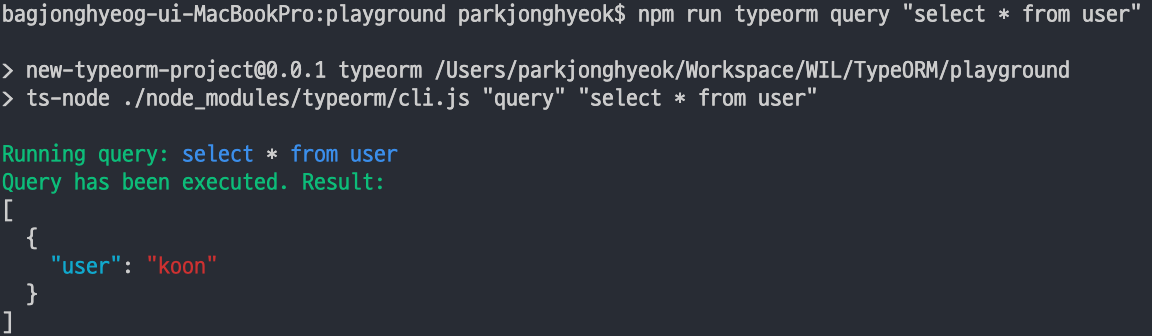 bagjonghyeog-ui-MacBookPro:playground parkjonghyeok$ npm run typeorm query "select * from user"
> new-typeorm-project@0.0.1 typeorm /Users/parkjonghyeok/Workspace/WIL/TypeORM/playground
> ts-node ./node_modules/typeorm/cli.js "query" "select * from user"
Running query: select * from user
Query has been executed. Result:
[
  {
    "user": "koon"
  }
]